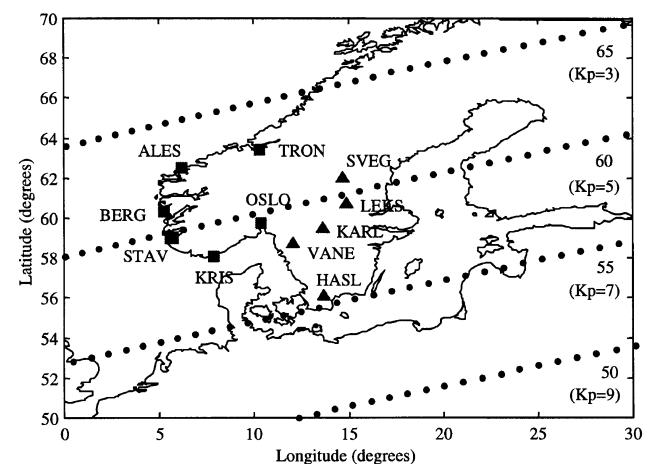 70
68
66
64
62
60
58
56
54
52
50
Latitude (degrees)
65
(Kp=3)
ALES
TRON
SVEG
60
(Kp=5)
BERG
OSLO
LEKS
KARL
STAV
VANE
KRIS
HASL
55
(Kp=7)
50
(Kp=9)
0
5
10
15
20
25
30
Longitude (degrees)